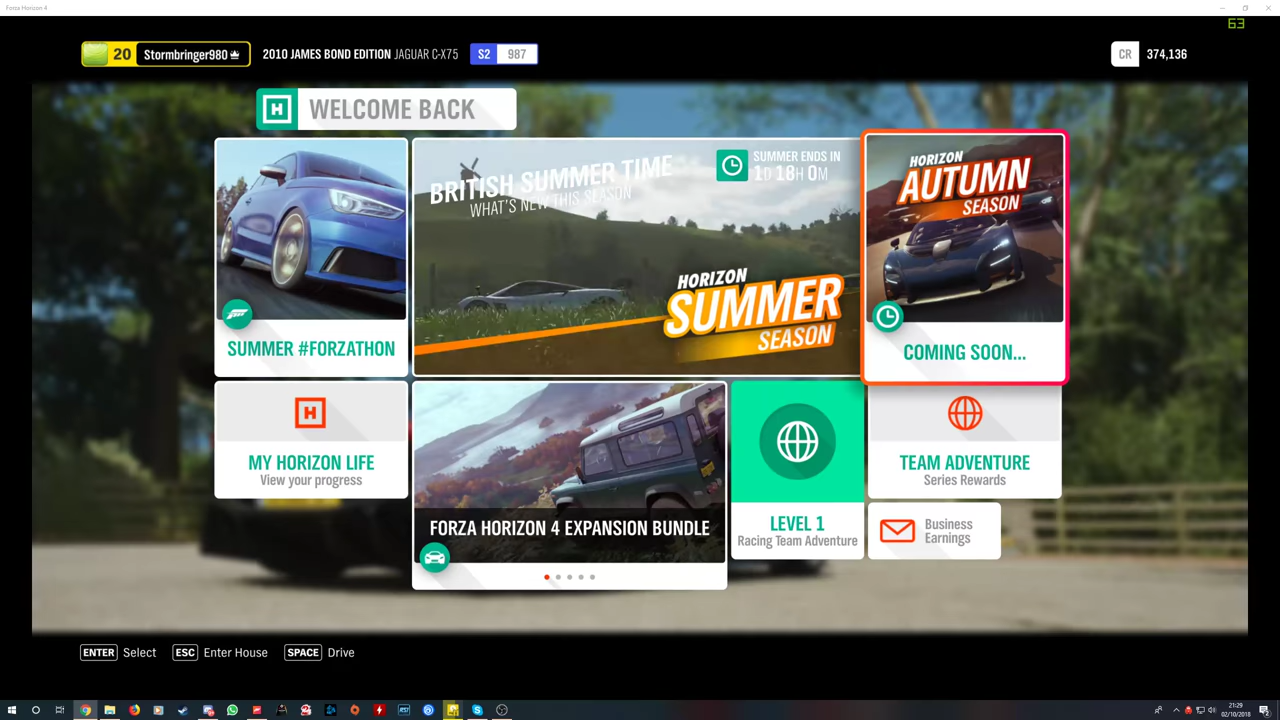 Forza Horizon 4
63
20 Stormbringer980
2010 JAMES BOND EDITION JAGUAR C-X75
S2 987
CR 374,136
H WELCOME BACK
BRITISH SUMMER TIME
WHAT'S NEW THIS SEASON
SUMMER ENDS IN
1D 18H 0M
HORIZON
SUMMER
SEASON
HORIZON
AUTUMN
SEASON
SUMMER #FORZATHON
COMING SOON...
H
MY HORIZON LIFE
View your progress
FORZA HORIZON 4 EXPANSION BUNDLE
LEVEL 1
Racing Team Adventure
TEAM ADVENTURE
Series Rewards
Business
Earnings
ENTER Select ESC Enter House SPACE Drive
21:29
02/10/2018